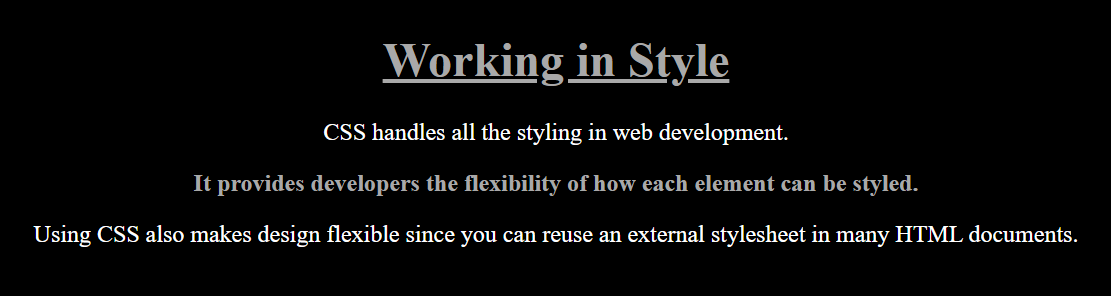 Working in Style
CSS handles all the styling in web development.
It provides developers the flexibility of how each element can be styled.
Using CSS also makes design flexible since you can reuse an external stylesheet in many HTML documents.